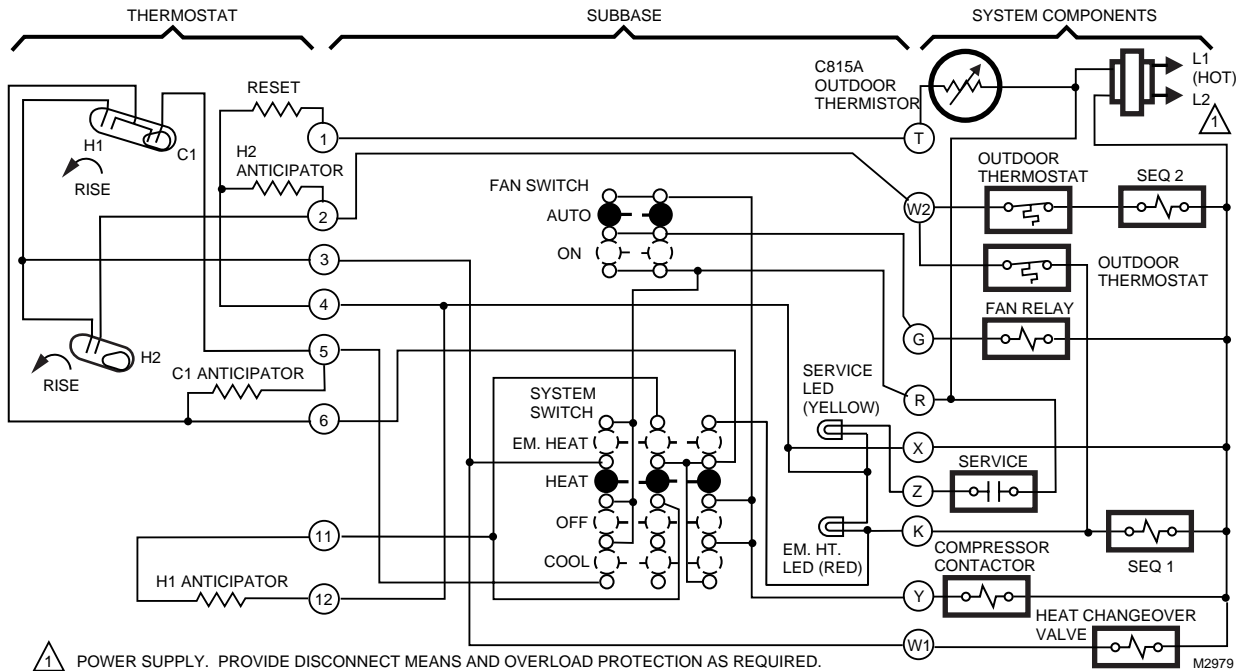 THERMOSTAT
SUBBASE
SYSTEM COMPONENTS
C815A
OUTDOOR
THERMISTOR
L1
(HOT)
L2
1
RESET
H1
C1
RISE
1
T
H2
ANTICIPATOR
FAN SWITCH
OUTDOOR
THERMOSTAT
SEQ 2
AUTO
2
W2
ON
3
OUTDOOR
THERMOSTAT
4
FAN RELAY
G
5
H2
RISE
C1 ANTICIPATOR
SERVICE
LED
(YELLOW)
SYSTEM
SWITCH
R
6
EM. HEAT
X
HEAT
SERVICE
Z
OFF
11
EM. HT.
LED (RED)
K
SEQ 1
COOL
COMPRESSOR
CONTACTOR
H1 ANTICIPATOR
12
Y
HEAT CHANGEOVER
VALVE
W1
1
POWER SUPPLY. PROVIDE DISCONNECT MEANS AND OVERLOAD PROTECTION AS REQUIRED.
M2979